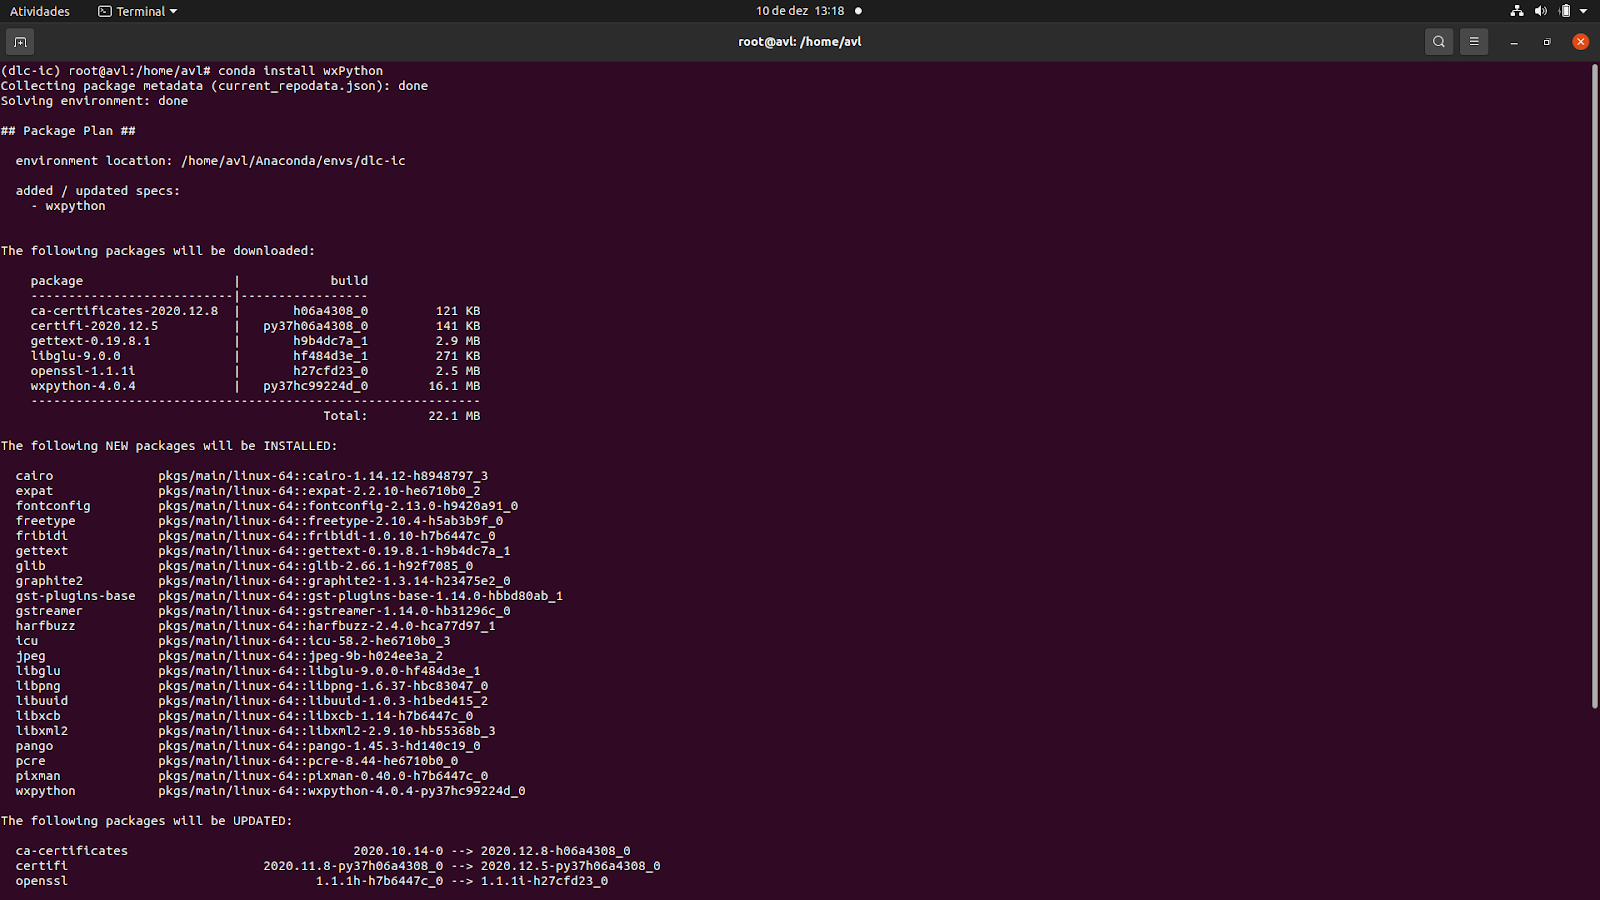 Atividades Terminal 10 de dez 13:18
root@avl: /home/avl
(dlc-ic) root@avl:/home/avl# conda install wxPython
Collecting package metadata (current_repodata.json): done
Solving environment: done
## Package Plan ##
environment location: /home/avl/Anaconda/envs/dlc-ic
added / updated specs:
- wxpython
The following packages will be downloaded:
package | build
---------------------------|-----------------
ca-certificates-2020.12.8 | h06a4308_0 121 KB
certifi-2020.12.5 | py37h06a4308_0 141 KB
gettext-0.19.8.1 | h9b4dc7a_1 2.9 MB
libglu-9.0.0 | hf484d3e_1 271 KB
openssl-1.1.1i | h27cfd23_0 2.5 MB
wxpython-4.0.4 | py37hc99224d_0 16.1 MB
------------------------------------------------------------
Total: 22.1 MB
The following NEW packages will be INSTALLED:
cairo pkgs/main/linux-64::cairo-1.14.12-h8948797_3
expat pkgs/main/linux-64::expat-2.2.10-he6710b0_2
fontconfig pkgs/main/linux-64::fontconfig-2.13.0-h9420a91_0
freetype pkgs/main/linux-64::freetype-2.10.4-h5ab3b9f_0
fribidi pkgs/main/linux-64::fribidi-1.0.10-h7b6447c_0
gettext pkgs/main/linux-64::gettext-0.19.8.1-h9b4dc7a_1
glib pkgs/main/linux-64::glib-2.66.1-h92f7085_0
graphite2 pkgs/main/linux-64::graphite2-1.3.14-h23475e2_0
gst-plugins-base pkgs/main/linux-64::gst-plugins-base-1.14.0-hbbd80ab_1
gstreamer pkgs/main/linux-64::gstreamer-1.14.0-hb31296c_0
harfbuzz pkgs/main/linux-64::harfbuzz-2.4.0-hca77d97_1
icu pkgs/main/linux-64::icu-58.2-he6710b0_3
jpeg pkgs/main/linux-64::jpeg-9b-h024ee3a_2
libglu pkgs/main/linux-64::libglu-9.0.0-hf484d3e_1
libpng pkgs/main/linux-64::libpng-1.6.37-hbc83047_0
libuuid pkgs/main/linux-64::libuuid-1.0.3-h1bed415_2
libxcb pkgs/main/linux-64::libxcb-1.14-h7b6447c_0
libxml2 pkgs/main/linux-64::libxml2-2.9.10-hb55368b_3
pango pkgs/main/linux-64::pango-1.45.3-hd140c19_0
pcre pkgs/main/linux-64::pcre-8.44-he6710b0_0
pixman pkgs/main/linux-64::pixman-0.40.0-h7b6447c_0
wxpython pkgs/main/linux-64::wxpython-4.0.4-py37hc99224d_0
The following packages will be UPDATED:
ca-certificates 2020.10.14-0 --> 2020.12.8-h06a4308_0
certifi 2020.11.8-py37h06a4308_0 --> 2020.12.5-py37h06a4308_0
openssl 1.1.1h-h7b6447c_0 --> 1.1.1i-h27cfd23_0